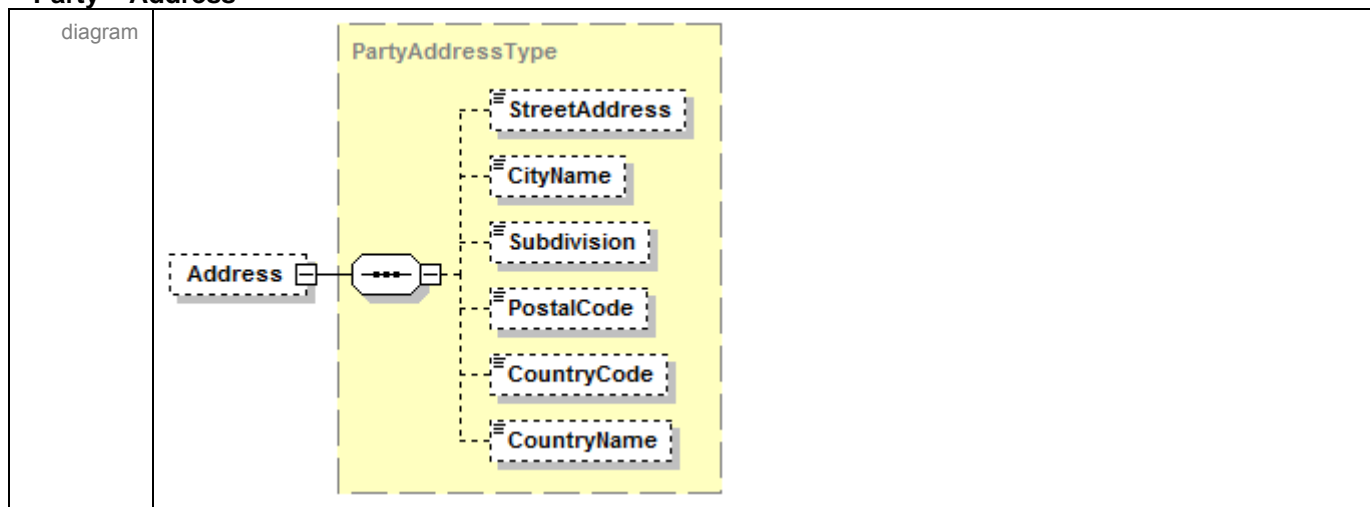 Party – Address
diagram
PartyAddressType
StreetAddress
CityName
Subdivision
Address
PostalCode
CountryCode
CountryName